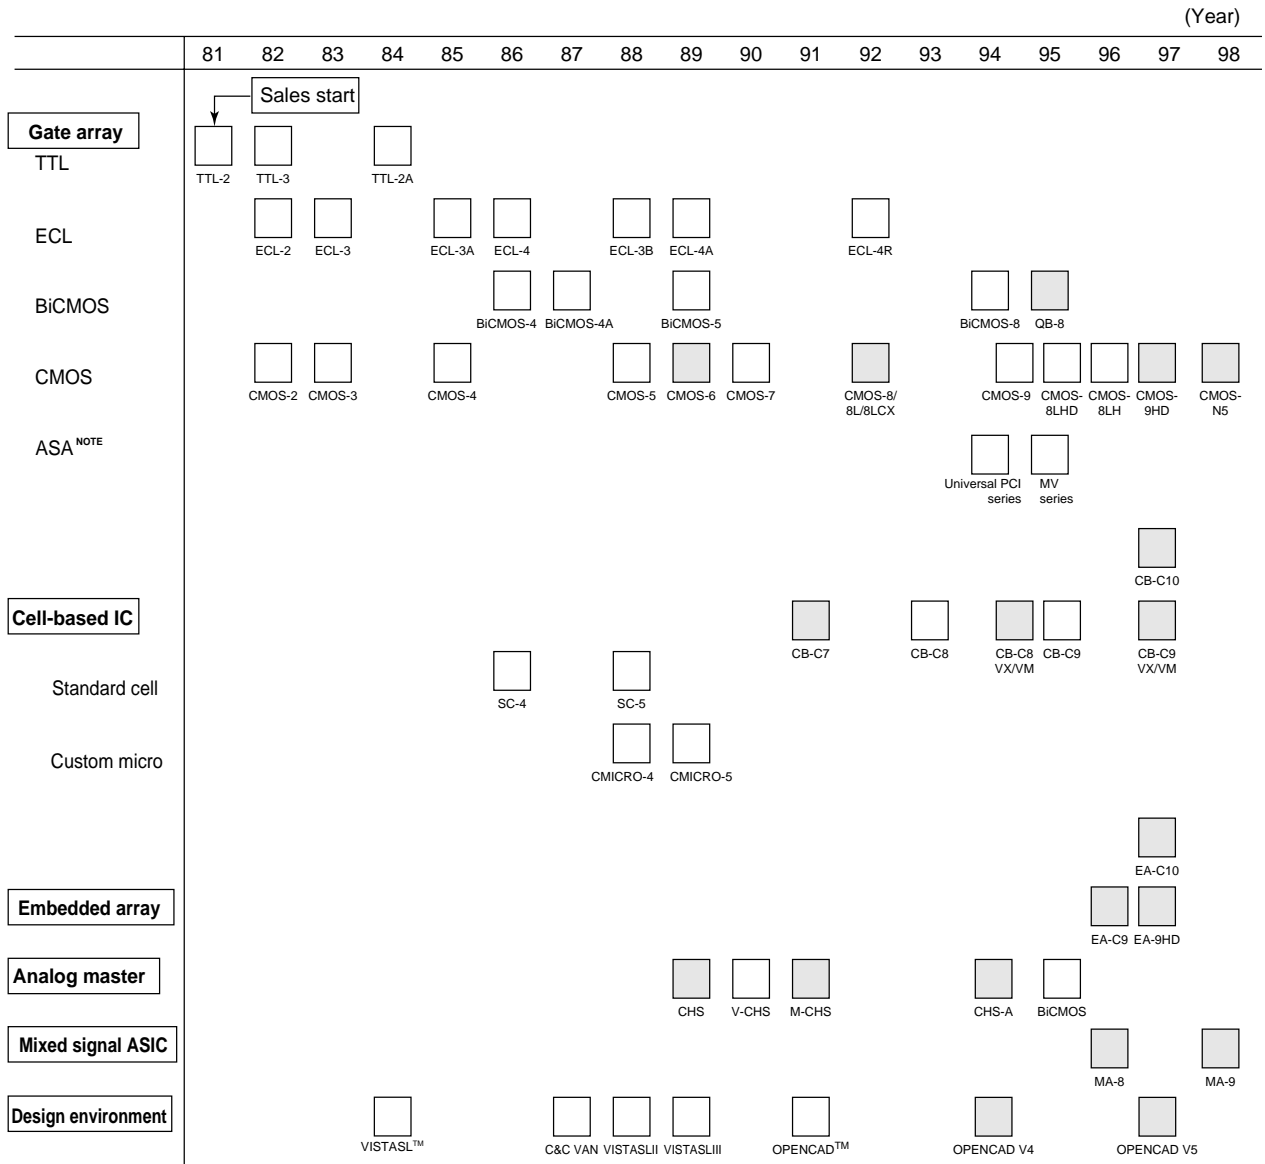 (Year)
81 82 83 84 85 86 87 88 89 90 91 92 93 94 95 96 97 98
Sales start
Gate array
TTL
TTL-2 TTL-3 TTL-2A
ECL
ECL-2 ECL-3 ECL-3A ECL-4 ECL-3B ECL-4A ECL-4R
BiCMOS
BiCMOS-4 BiCMOS-4A BiCMOS-5 BiCMOS-8 QB-8
CMOS
CMOS-2 CMOS-3 CMOS-4 CMOS-5 CMOS-6 CMOS-7 CMOS-8/ CMOS-9 CMOS- CMOS- CMOS- CMOS-
8L/8LCX 8LHD 8LH 9HD N5
ASA NOTE
Universal PCI MV
series series
CB-C10
Cell-based IC
CB-C7 CB-C8 CB-C8 CB-C9 CB-C9
VX/VM VX/VM
Standard cell
SC-4 SC-5
Custom micro
CMICRO-4 CMICRO-5
EA-C10
Embedded array
EA-C9 EA-9HD
Analog master
CHS V-CHS M-CHS CHS-A BiCMOS
Mixed signal ASIC
MA-8 MA-9
Design environment
VISTASL™ C&C VAN VISTASLII VISTASLIII OPENCAD™ OPENCAD V4 OPENCAD V5